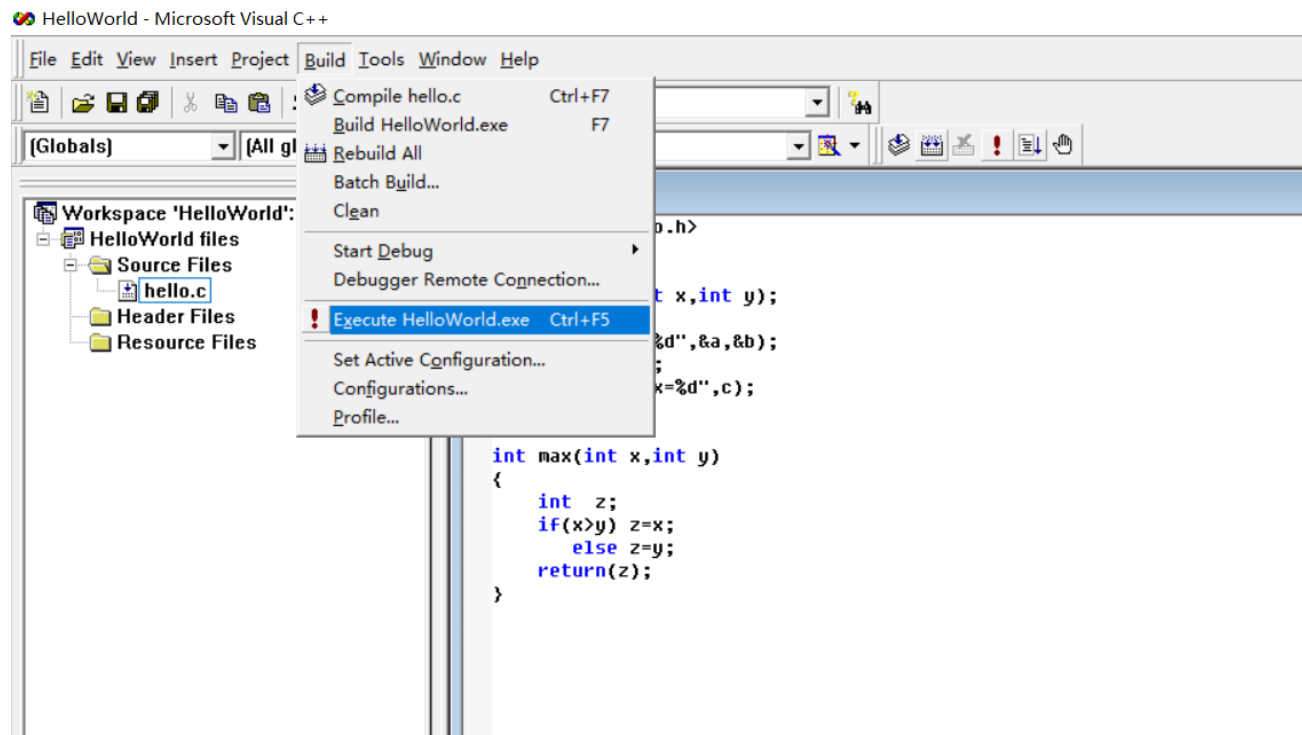 HelloWorld - Microsoft Visual C++
File Edit View Insert Project Build Tools Window Help
(Globals) (All gl
Compile hello.c Ctrl+F7
Build HelloWorld.exe F7
Rebuild All
Batch Build...
Clean
Start Debug
Debugger Remote Connection...
Execute HelloWorld.exe Ctrl+F5
Set Active Configuration...
Configurations...
Profile...
Workspace 'HelloWorld':
HelloWorld files
Source Files
hello.c
Header Files
Resource Files
.h>
x,int y);
%d",&a,&b);
;
=%d",c);
int max(int x,int y)
{
int z;
if(x>y) z=x;
else z=y;
return(z);
}